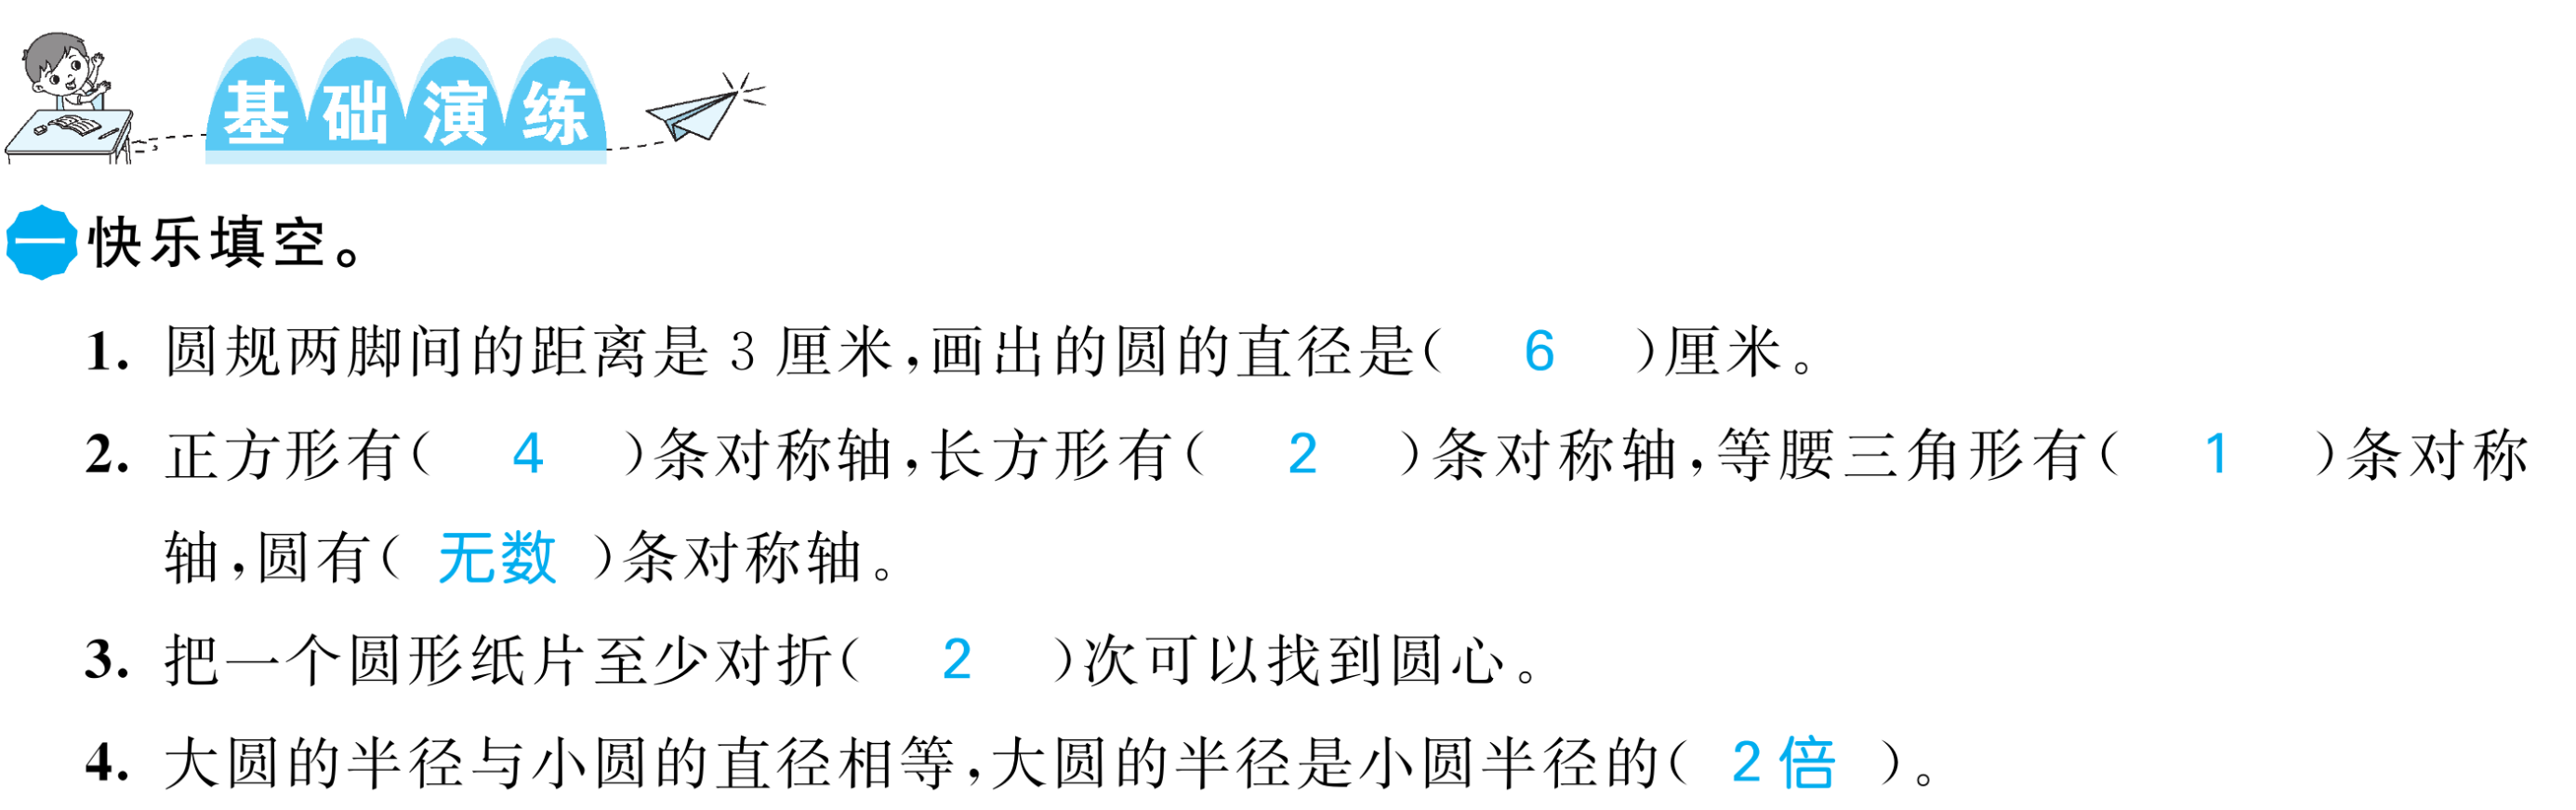 基础演练
一 快乐填空。
1. 圆规两脚间的距离是 3 厘米,画出的圆的直径是( 6 )厘米。
2. 正方形有( 4 )条对称轴,长方形有( 2 )条对称轴,等腰三角形有( 1 )条对称
轴,圆有( 无数 )条对称轴。
3. 把一个圆形纸片至少对折( 2 )次可以找到圆心。
4. 大圆的半径与小圆的直径相等,大圆的半径是小圆半径的( 2倍 )。